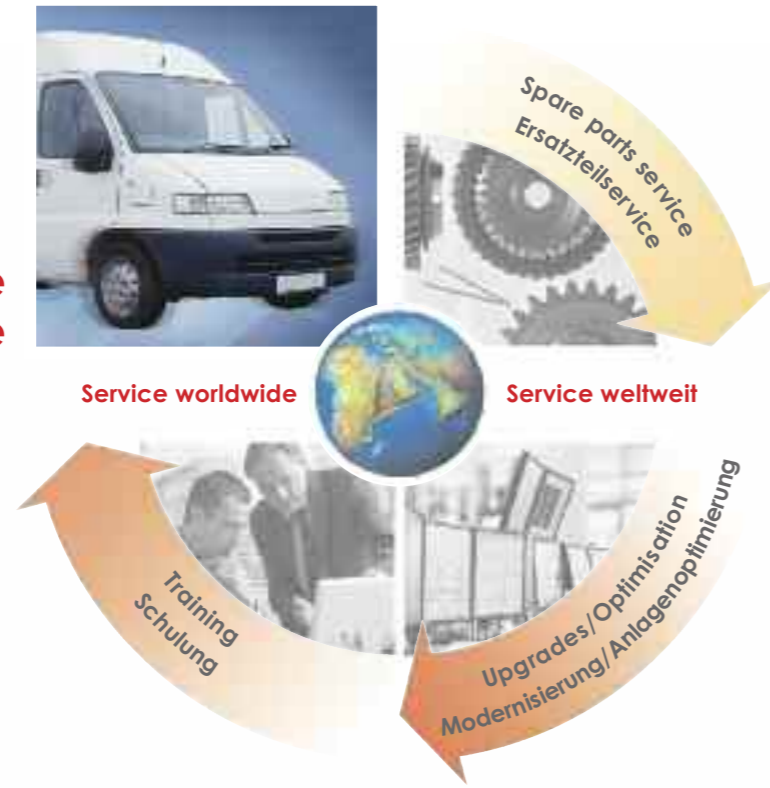 Spare parts service
Ersatzteilservice
e
e
Service worldwide
Service weltweit
Upgrades/Optimisation
Modernisierung/Anlagenoptimierung
Training
Schulung